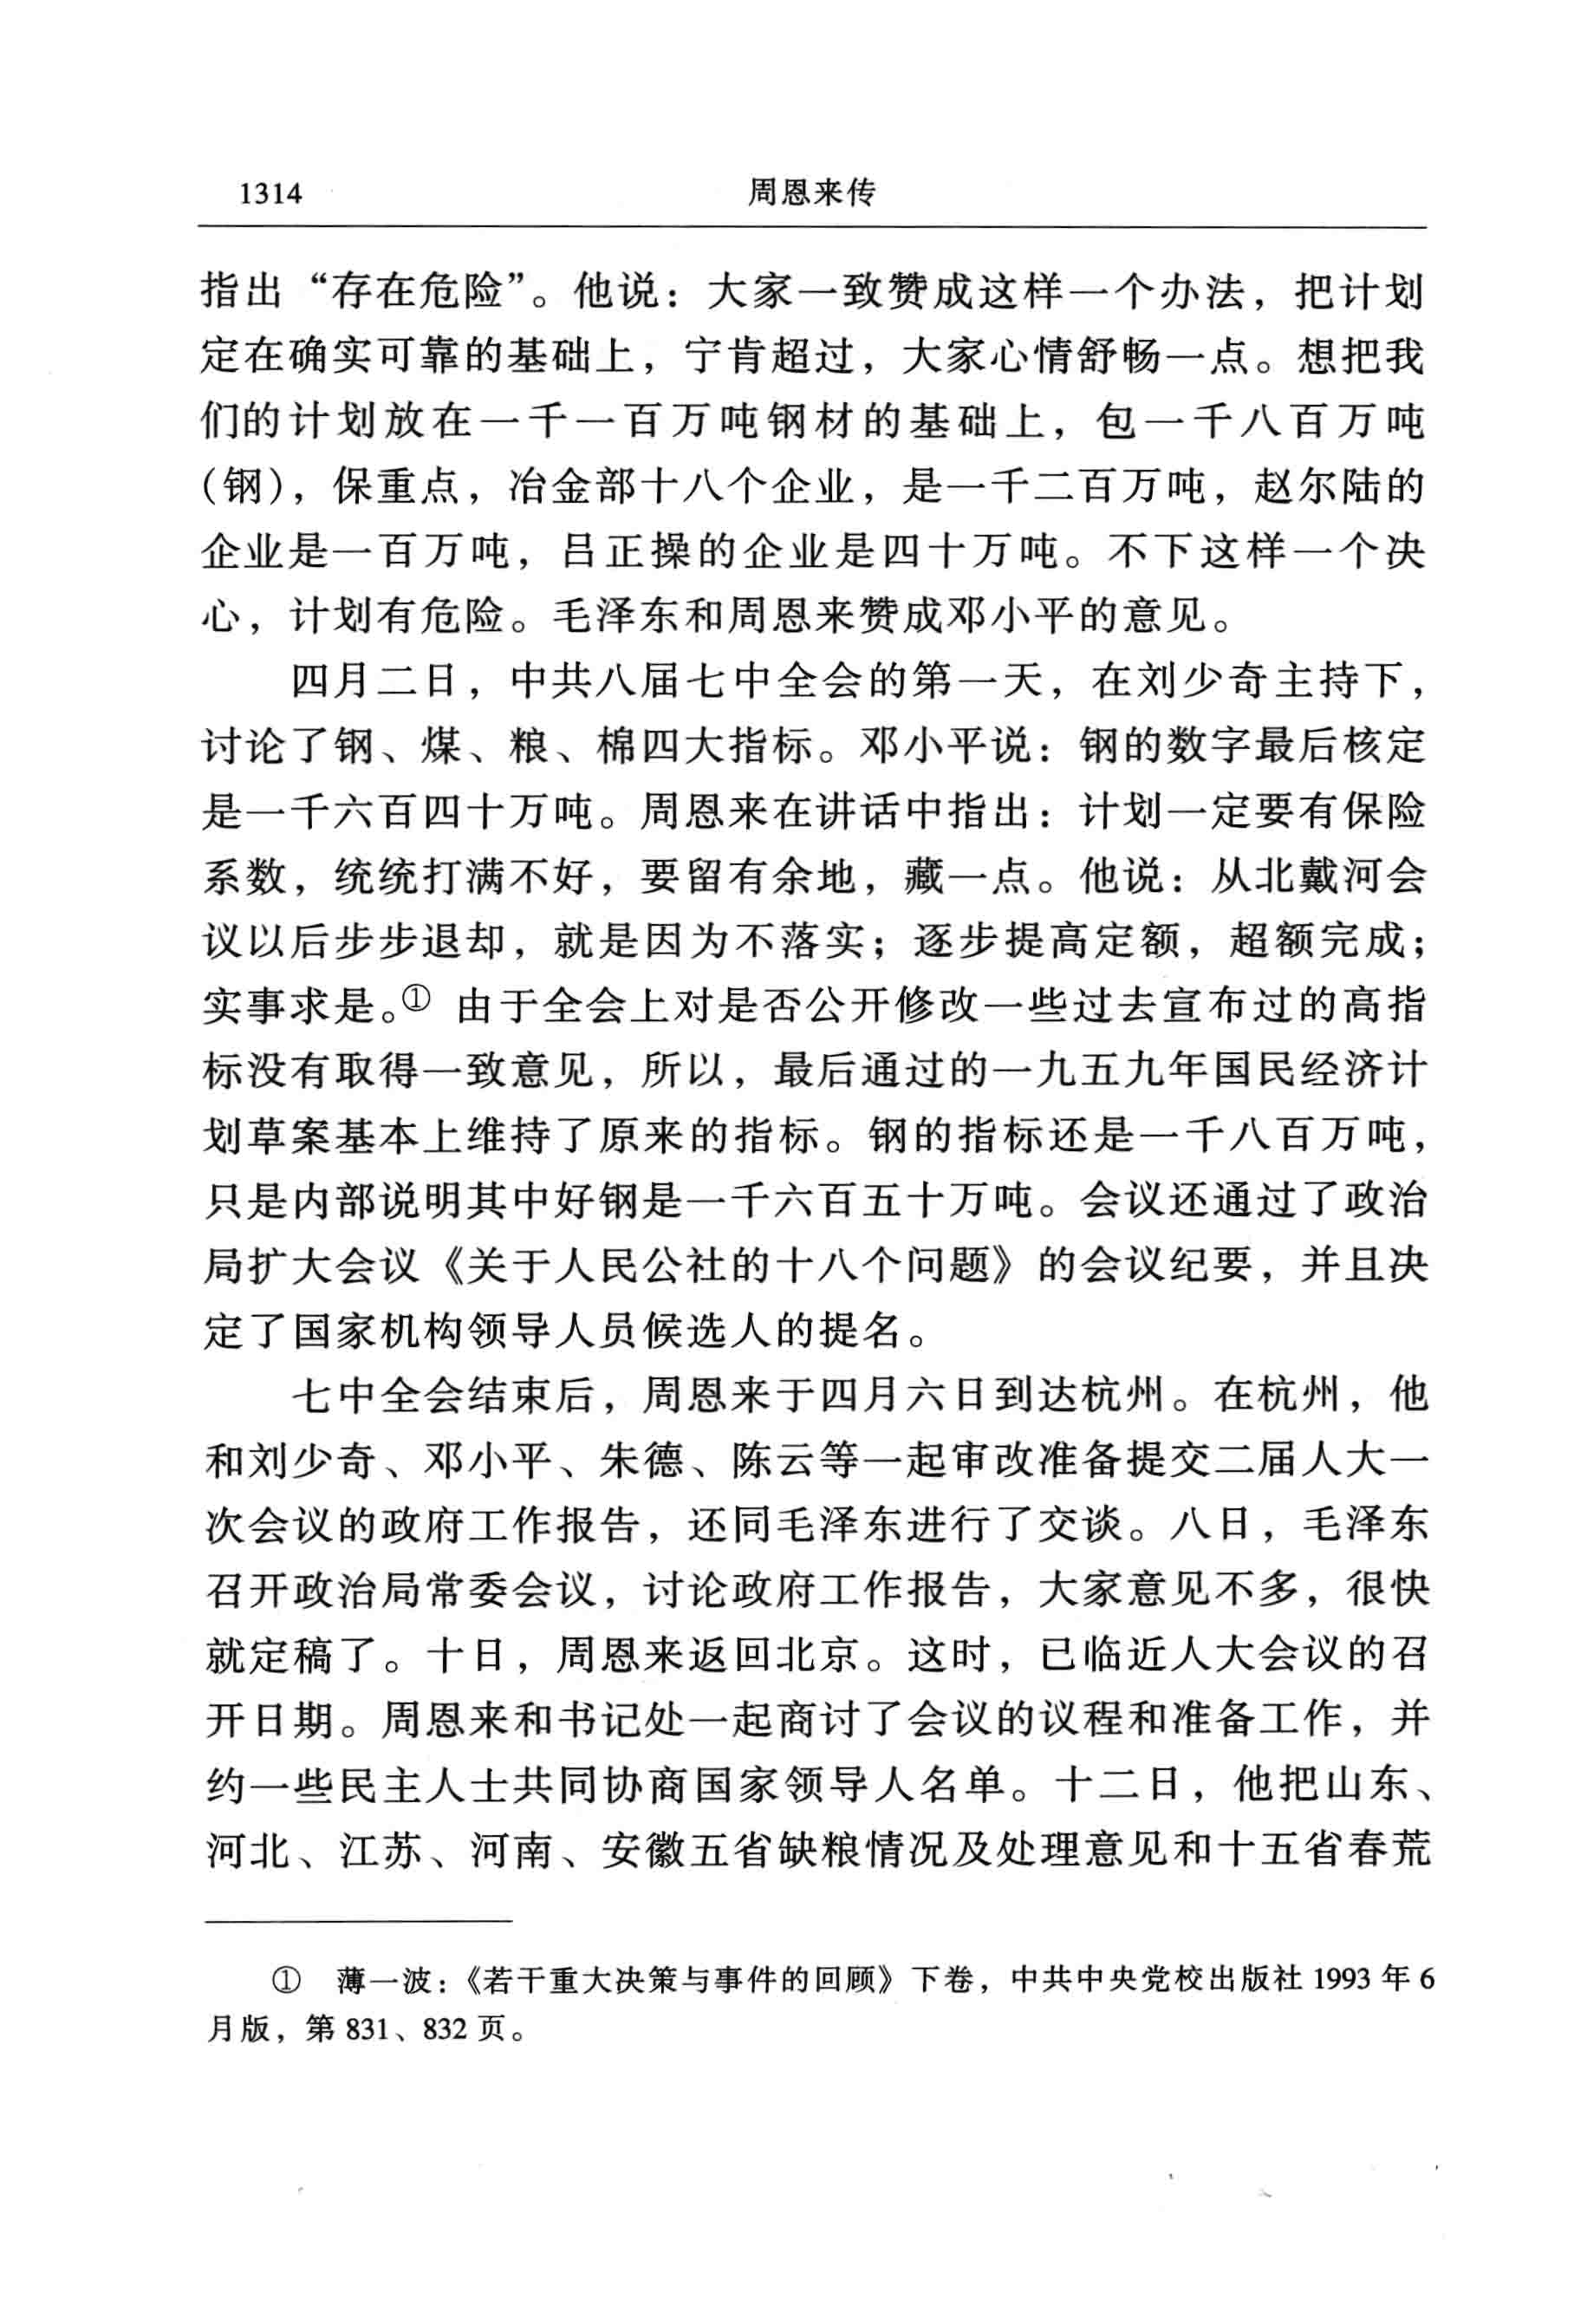 1314 周恩来传
指出“存在危险”。他说：大家一致赞成这样一个办法，把计划
定在确实可靠的基础上，宁肯超过，大家心情舒畅一点。想把我
们的计划放在一千一百万吨钢材的基础上，包一千八百万吨
（钢），保重点，冶金部十八个企业，是一千二百万吨，赵尔陆的
企业是一百万吨，吕正操的企业是四十万吨。不下这样一个决
心，计划有危险。毛泽东和周恩来赞成邓小平的意见。
四月二日，中共八届七中全会的第一天，在刘少奇主持下，
讨论了钢、煤、粮、棉四大指标。邓小平说：钢的数字最后核定
是一千六百四十万吨。周恩来在讲话中指出：计划一定要有保险
系数，统统打满不好，要留有余地，藏一点。他说：从北戴河会
议以后步步退却，就是因为不落实；逐步提高定额，超额完成；
实事求是。① 由于全会上对是否公开修改一些过去宣布过的高指
标没有取得一致意见，所以，最后通过的一九五九年国民经济计
划草案基本上维持了原来的指标。钢的指标还是一千八百万吨，
只是内部说明其中好钢是一千六百五十万吨。会议还通过了政治
局扩大会议《关于人民公社的十八个问题》的会议纪要，并且决
定了国家机构领导人员候选人的提名。
七中全会结束后，周恩来于四月六日到达杭州。在杭州，他
和刘少奇、邓小平、朱德、陈云等一起审改准备提交二届人大一
次会议的政府工作报告，还同毛泽东进行了交谈。八日，毛泽东
召开政治局常委会议，讨论政府工作报告，大家意见不多，很快
就定稿了。十日，周恩来返回北京。这时，已临近人大会议的召
开日期。周恩来和书记处一起商讨了会议的议程和准备工作，并
约一些民主人士共同协商国家领导人名单。十二日，他把山东、
河北、江苏、河南、安徽五省缺粮情况及处理意见和十五省春荒
① 薄一波：《若干重大决策与事件的回顾》下卷，中共中央党校出版社 1993 年 6
月版，第 831、832 页。